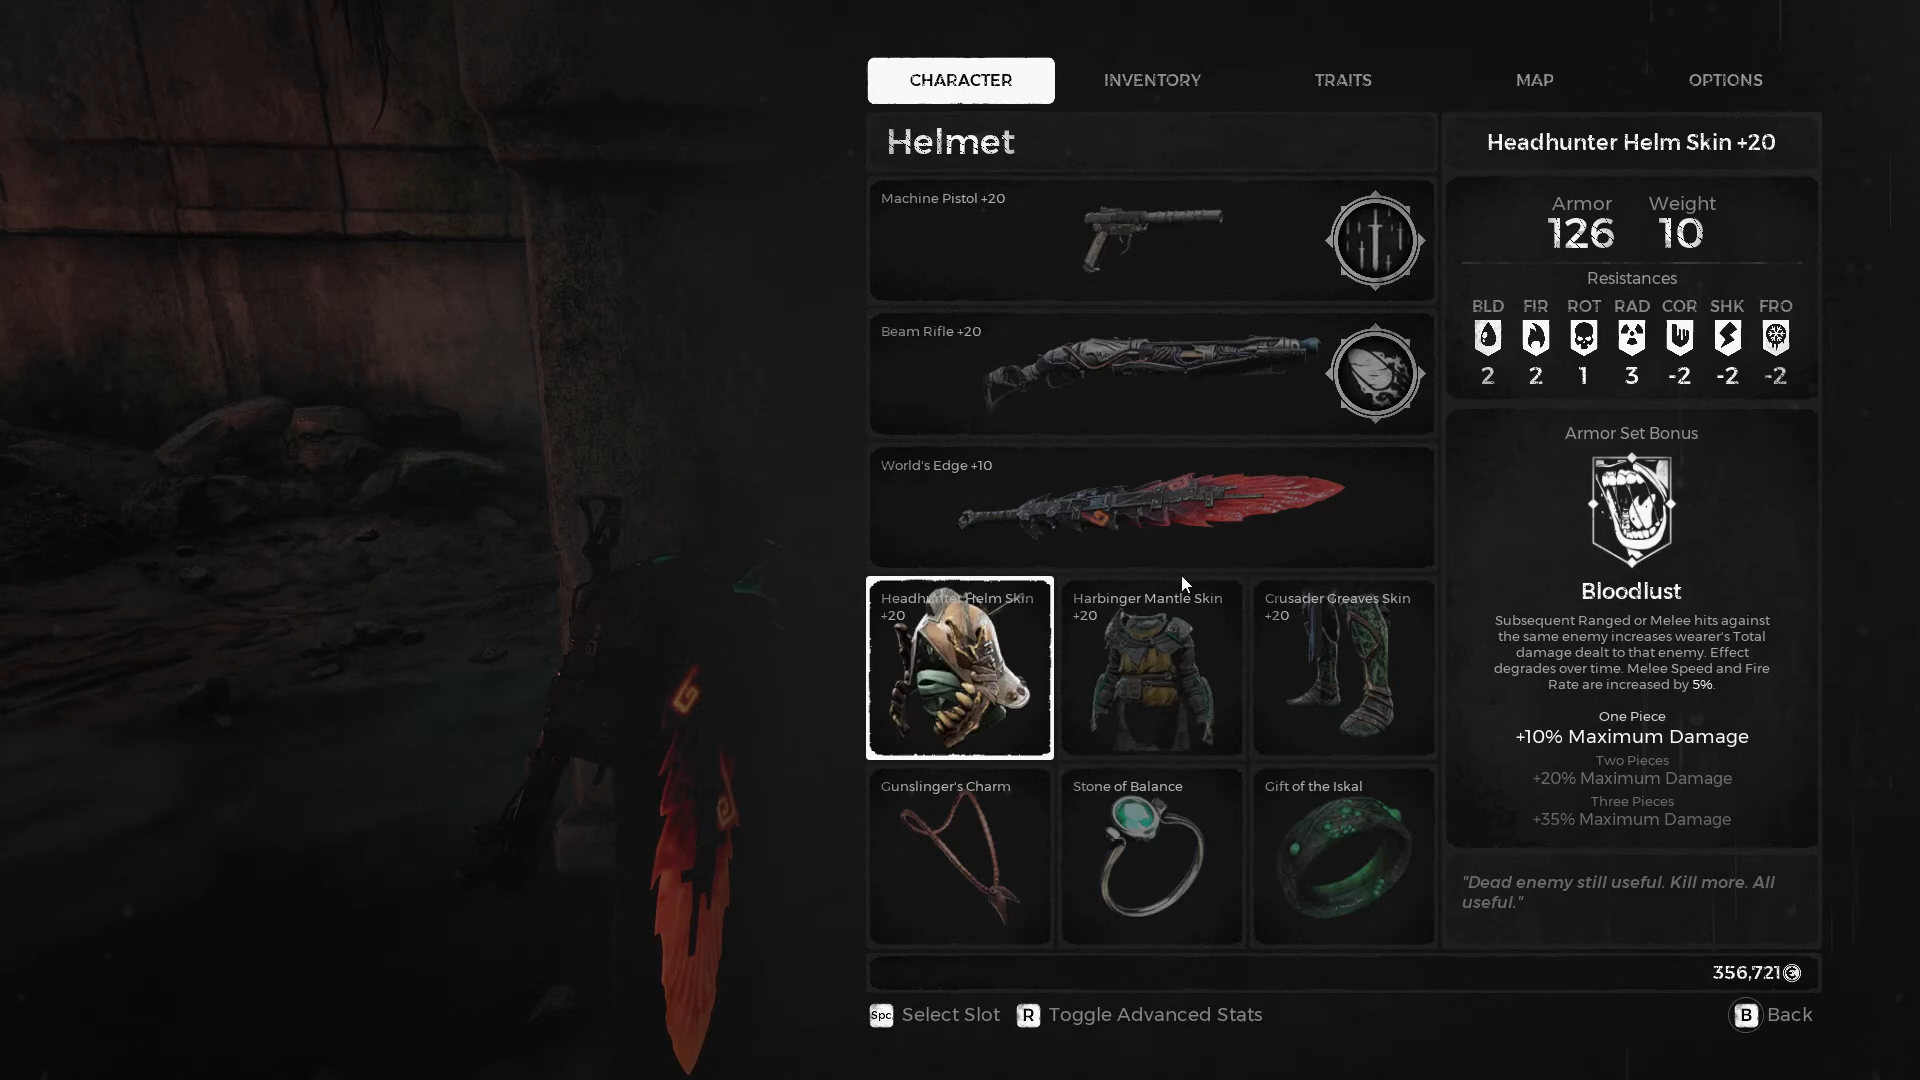 CHARACTER
INVENTORY
TRAITS
MAP
OPTIONS
Helmet
Machine Pistol +20
Beam Rifle +20
World's Edge +10
Headhunter Helm Skin
+20
Harbinger Mantle Skin
+20
Crusader Greaves Skin
+20
Gunslinger's Charm
Stone of Balance
Gift of the Iskal
Headhunter Helm Skin +20
Armor Weight
126 10
Resistances
BLD FIR ROT RAD COR SHK FRO
2 2 1 3 -2 -2 -2
Armor Set Bonus
Bloodlust
Subsequent Ranged or Melee hits against
the same enemy increases wearer's Total
damage dealt to that enemy. Effect
degrades over time. Melee Speed and Fire
Rate are increased by 5%.
One Piece
+10% Maximum Damage
Two Pieces
+20% Maximum Damage
Three Pieces
+35% Maximum Damage
"Dead enemy still useful. Kill more. All
useful."
356,721
Spc Select Slot R Toggle Advanced Stats
B Back